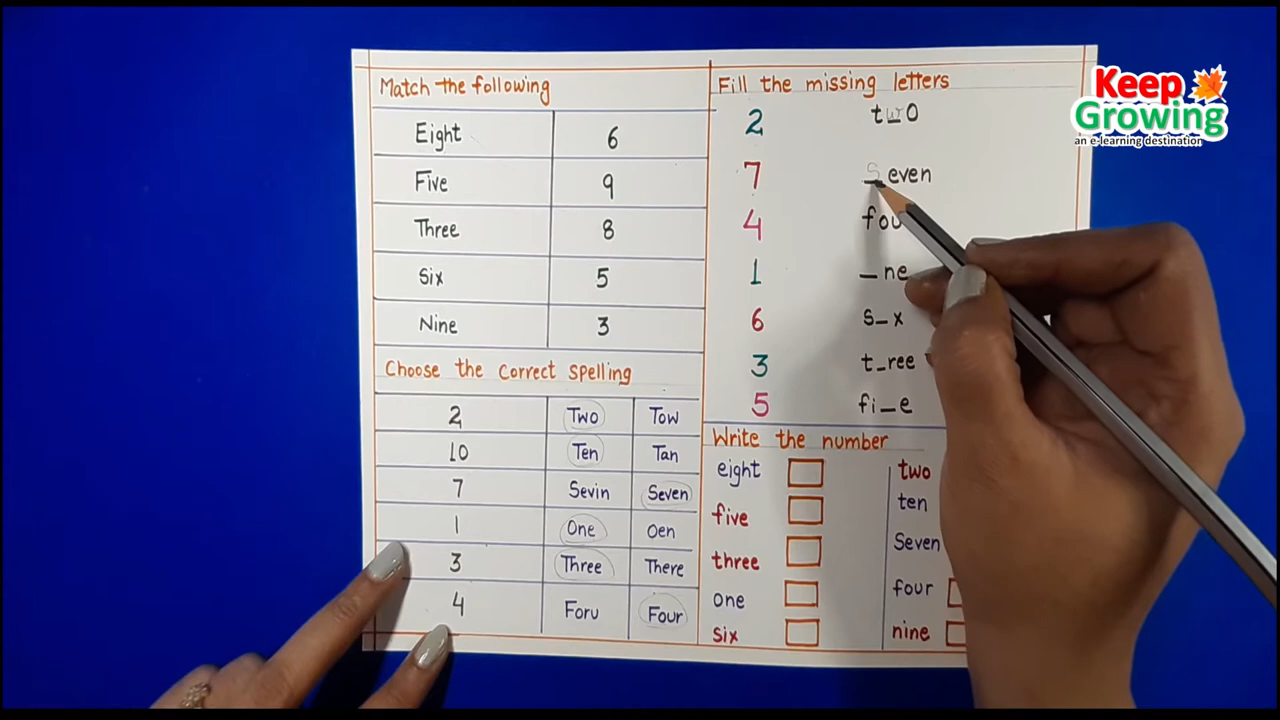 Match the following
Eight 6
Five 9
Three 8
Six 5
Nine 3
Choose the Correct spelling
2 Two Tow
10 Ten Tan
7 Sevin Seven
1 One Oen
3 Three There
4 Foru Four
Fill the missing letters
2 two
7 Seven
4 fou
1 _ne
6 s_x
3 t_ree
5 fi_e
Write the number
eight two
five ten
three Seven
one four
six nine
Keep
Growing
an e-learning destination